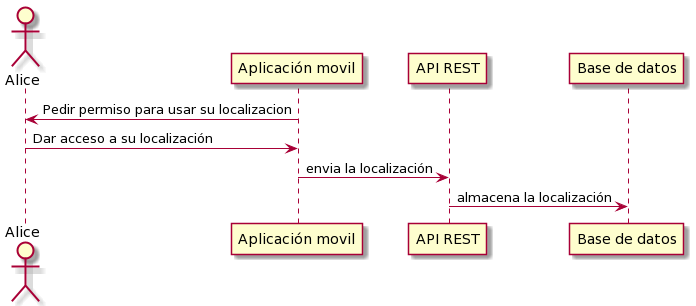 Alice
Aplicación movil
API REST
Base de datos
Pedir permiso para usar su localizacion
Dar acceso a su localización
envia la localización
almacena la localización
Alice
Aplicación movil
API REST
Base de datos